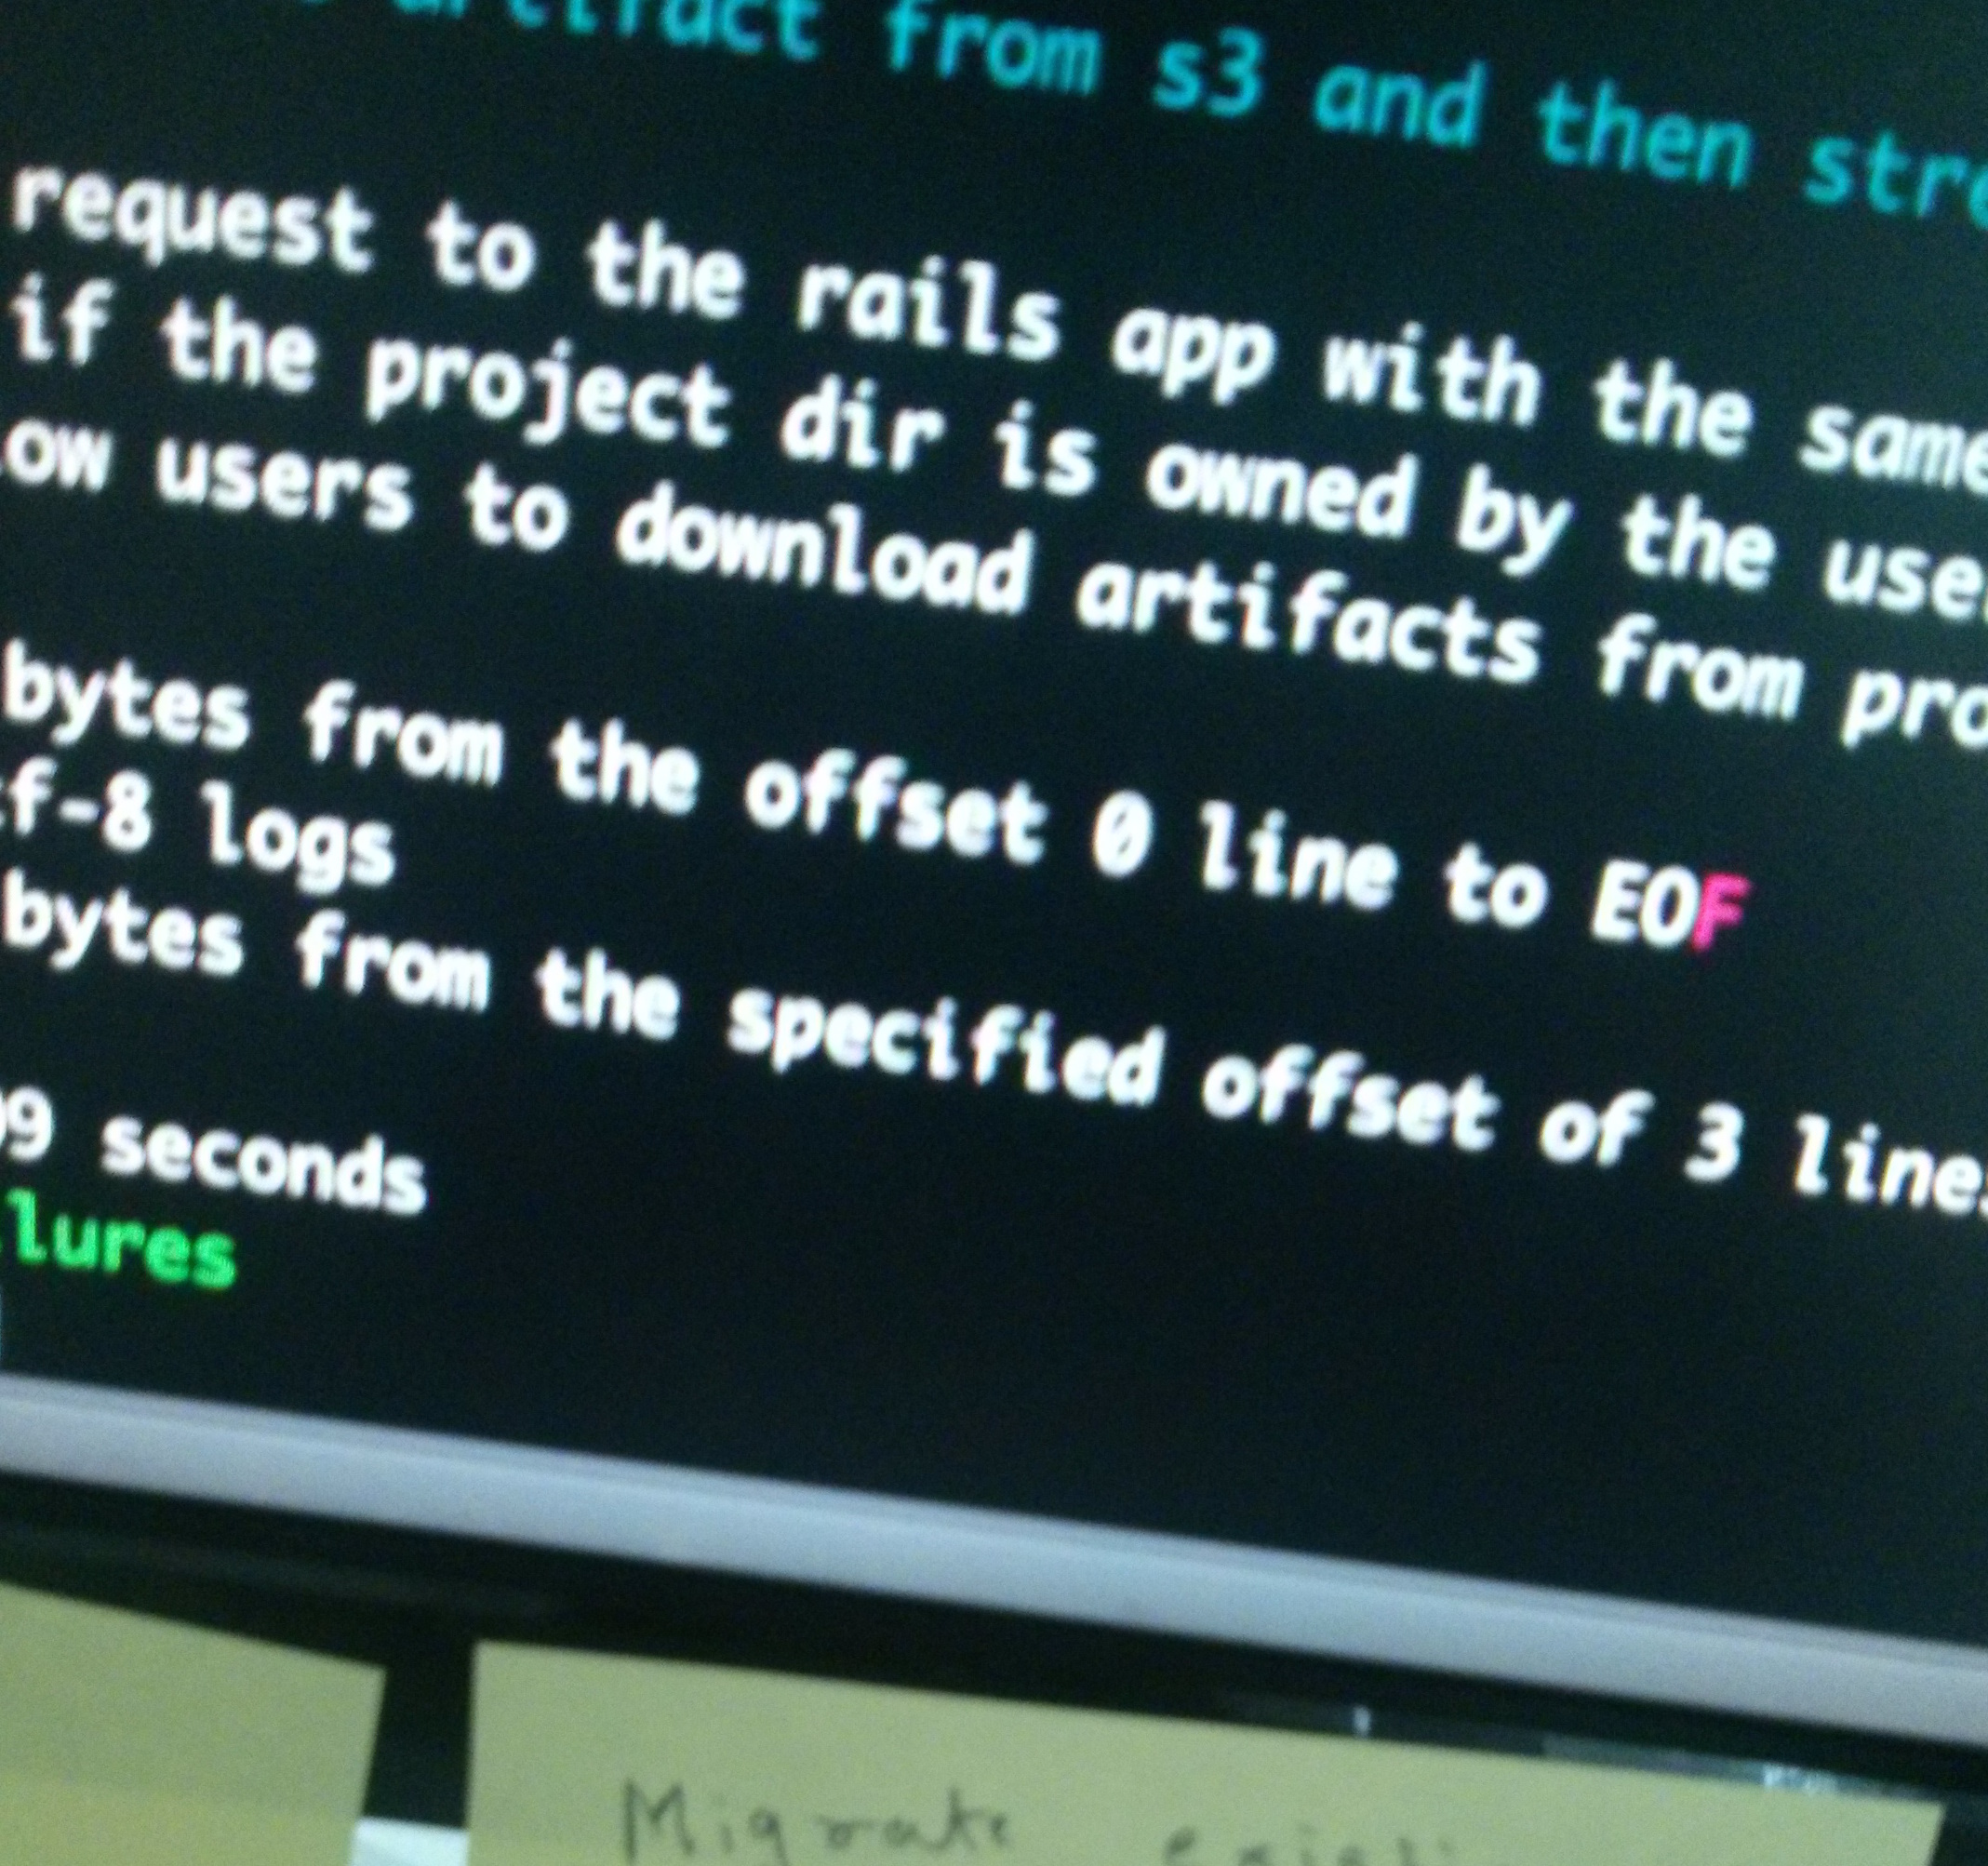 artifact from s3 and then stre
request to the rails app with the same
if the project dir is owned by the use
ow users to download artifacts from pro
bytes from the offset 0 line to EOF
f-8 logs
bytes from the specified offset of 3 lines
9 seconds
lures
Migrate